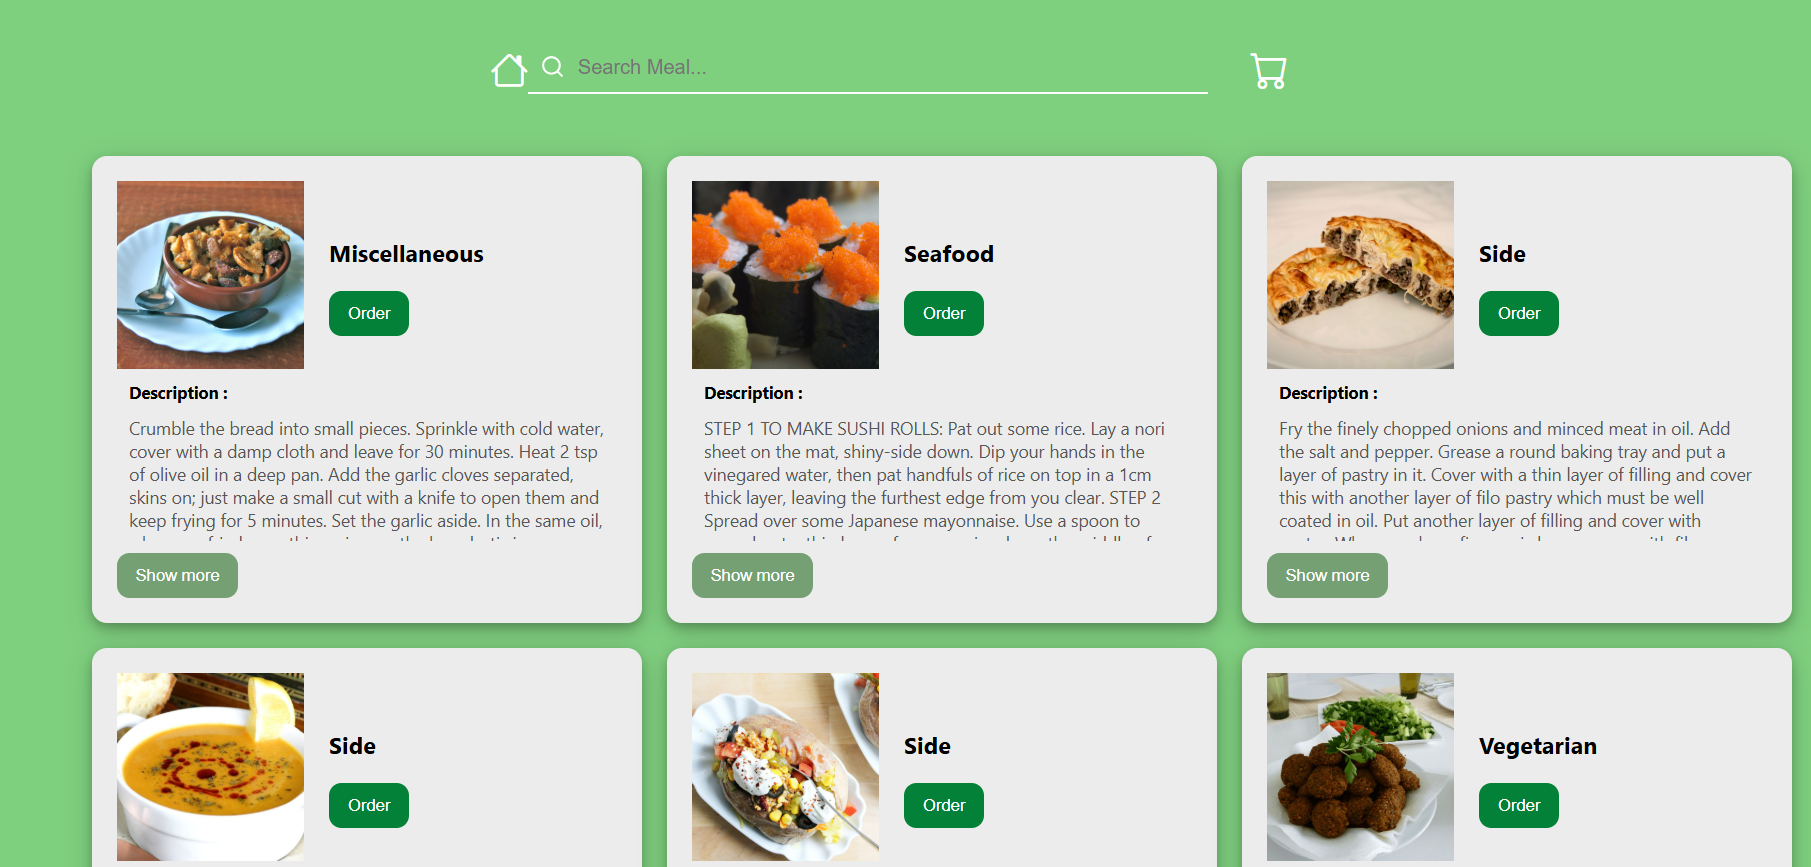 Search Meal...
Miscellaneous
Order
Description :
Crumble the bread into small pieces. Sprinkle with cold water,
cover with a damp cloth and leave for 30 minutes. Heat 2 tsp
of olive oil in a deep pan. Add the garlic cloves separated,
skins on; just make a small cut with a knife to open them and
keep frying for 5 minutes. Set the garlic aside. In the same oil,
Show more
Seafood
Order
Description :
STEP 1 TO MAKE SUSHI ROLLS: Pat out some rice. Lay a nori
sheet on the mat, shiny-side down. Dip your hands in the
vinegared water, then pat handfuls of rice on top in a 1cm
thick layer, leaving the furthest edge from you clear. STEP 2
Spread over some Japanese mayonnaise. Use a spoon to
Show more
Side
Order
Description :
Fry the finely chopped onions and minced meat in oil. Add
the salt and pepper. Grease a round baking tray and put a
layer of pastry in it. Cover with a thin layer of filling and cover
this with another layer of filo pastry which must be well
coated in oil. Put another layer of filling and cover with
Show more
Side
Order
Side
Order
Vegetarian
Order